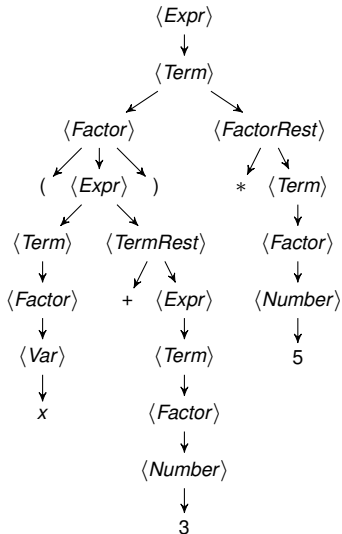 ⟨Expr⟩
⟨Term⟩
⟨Factor⟩ ⟨FactorRest⟩
( ⟨Expr⟩ ) * ⟨Term⟩
⟨Term⟩ ⟨TermRest⟩ ⟨Factor⟩
⟨Factor⟩ + ⟨Expr⟩ ⟨Number⟩
⟨Var⟩ ⟨Term⟩ 5
x ⟨Factor⟩
⟨Number⟩
3